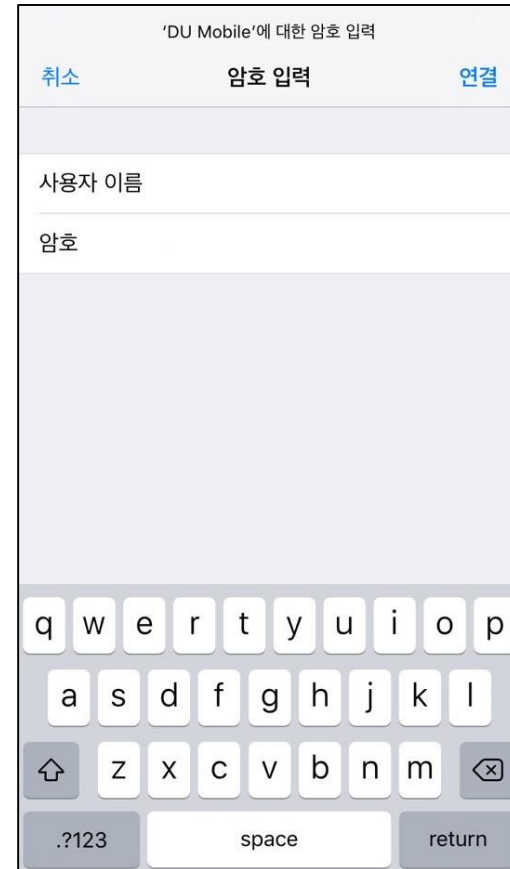 ‘DU Mobile’에 대한 암호 입력
취소 암호 입력 연결
사용자 이름
암호
q w e r t y u i o p
a s d f g h j k l
z x c v b n m
.?123 space return